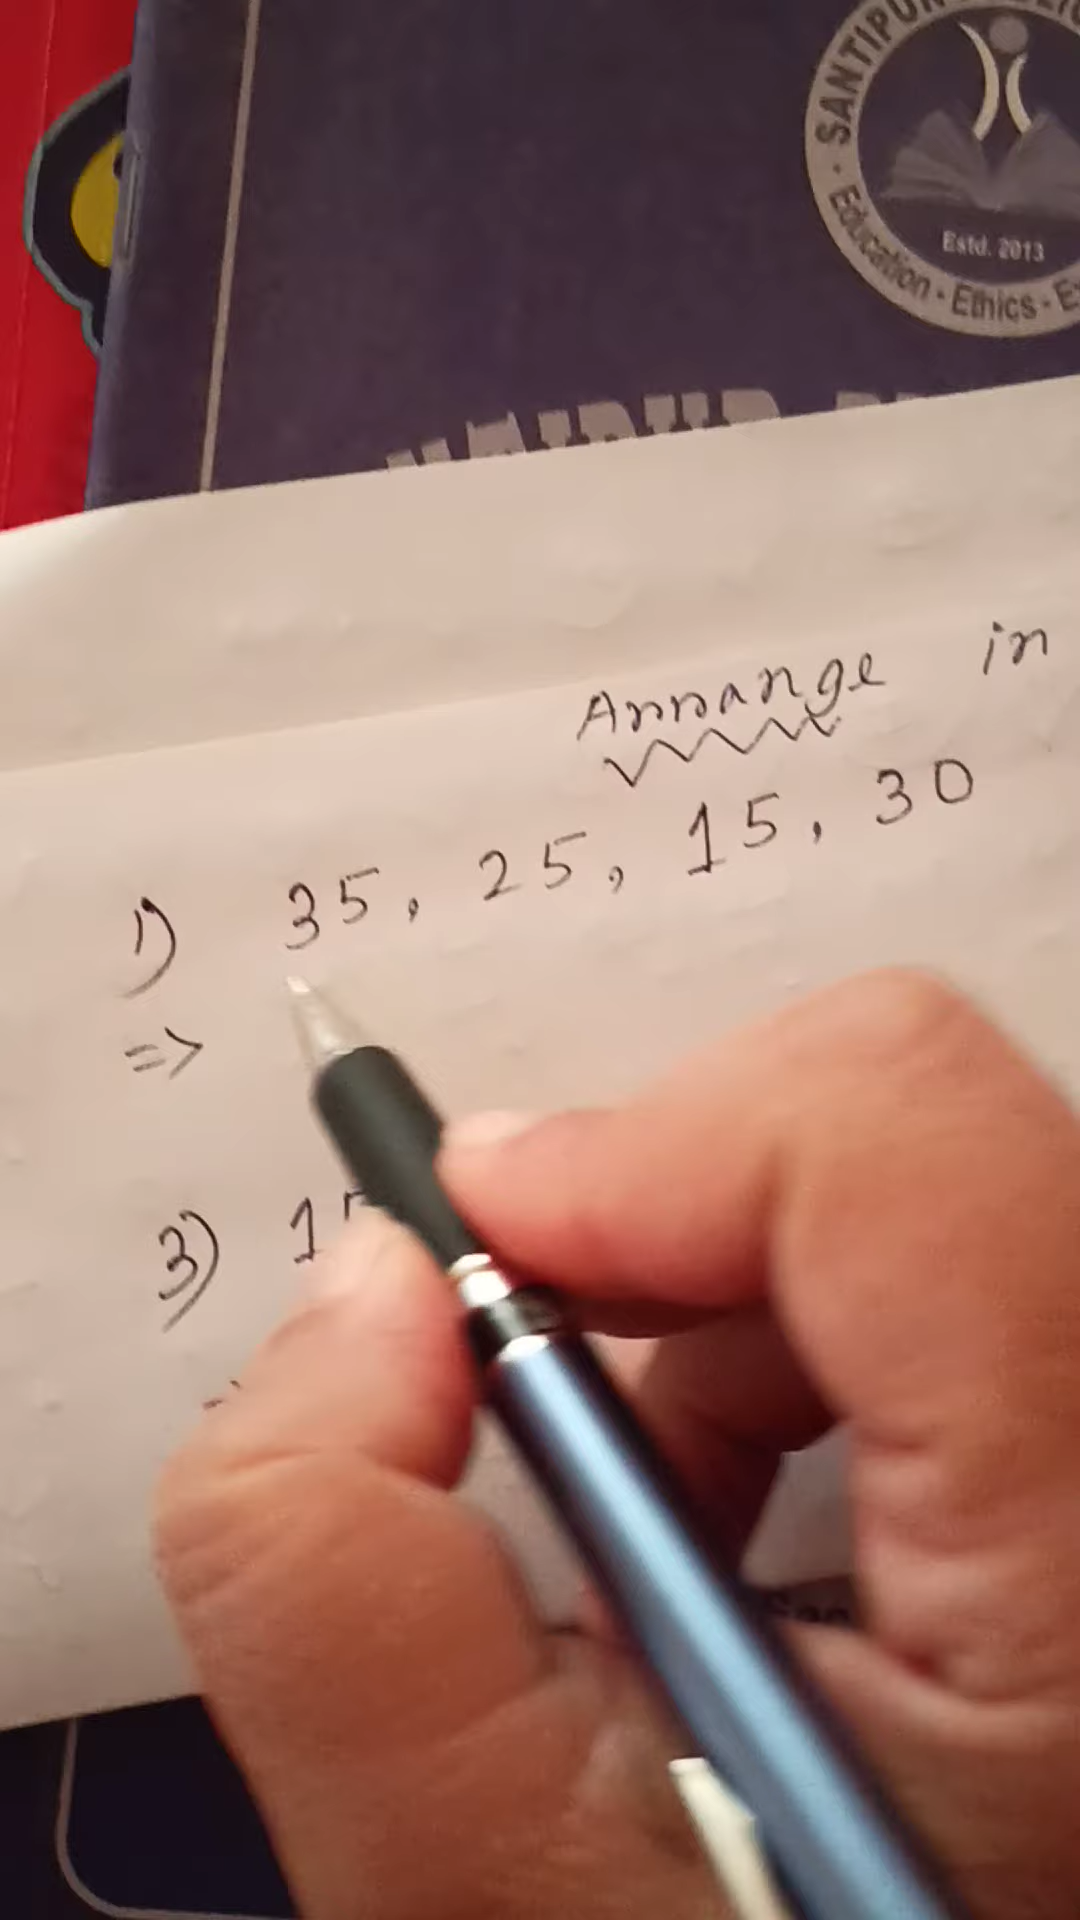 SANTIPUR
Education - Ethics -
Estd. 2013
Arrange in
1) 35, 25, 15, 30
=>
3) 1